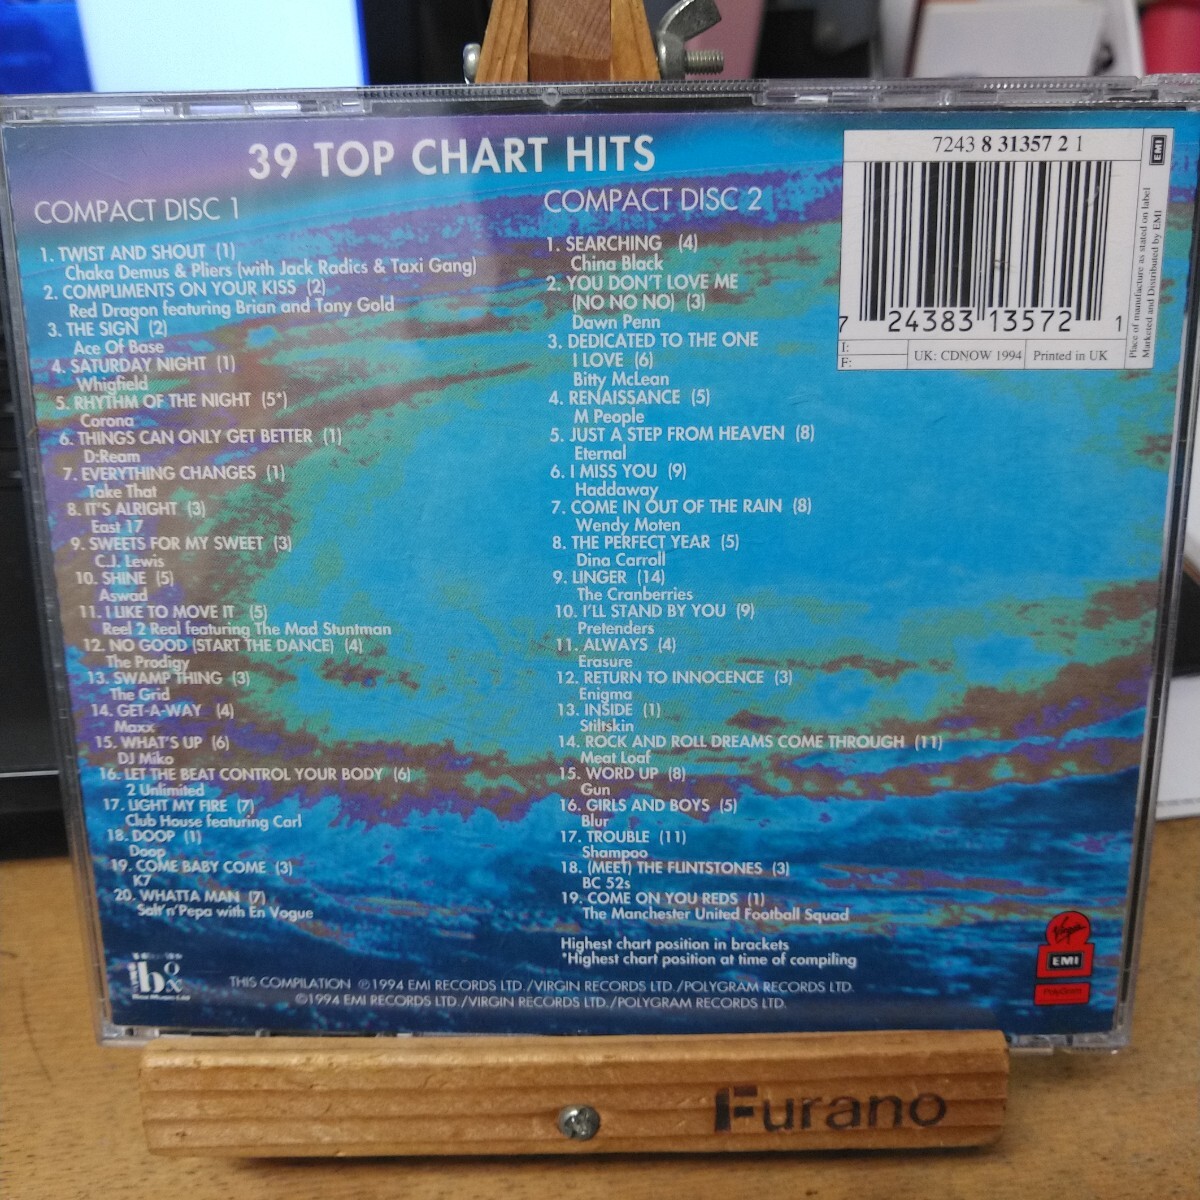 39 TOP CHART HITS
COMPACT DISC 1
1. TWIST AND SHOUT (1)
Chaka Demus & Pliers (with Jack Radics & Taxi Gang)
2. COMPLIMENTS ON YOUR KISS (2)
Red Dragon featuring Brian and Tony Gold
3. THE SIGN (2)
Ace Of Base
4. SATURDAY NIGHT (1)
Whigfield
5. RHYTHM OF THE NIGHT (5*)
Corona
6. THINGS CAN ONLY GET BETTER (1)
D:Ream
7. EVERYTHING CHANGES (1)
Take That
8. IT'S ALRIGHT (3)
East 17
9. SWEETS FOR MY SWEET (3)
C.J. Lewis
10. SHINE (5)
Aswad
11. I LIKE TO MOVE IT (5)
Reel 2 Real featuring The Mad Stuntman
12. NO GOOD (START THE DANCE) (4)
The Prodigy
13. SWAMP THING (3)
The Grid
14. GET-A-WAY (4)
Maxx
15. WHAT'S UP (6)
DJ Miko
16. LET THE BEAT CONTROL YOUR BODY (6)
2 Unlimited
17. LIGHT MY FIRE (7)
Club House featuring Carl
18. DOOP (1)
Doop
19. COME BABY COME (3)
K7
20. WHATTA MAN (7)
Salt'n'Pepa with En Vogue
COMPACT DISC 2
1. SEARCHING (4)
China Black
2. YOU DON'T LOVE ME
(NO NO NO) (3)
Dawn Penn
3. DEDICATED TO THE ONE
I LOVE (6)
Bitty McLean
4. RENAISSANCE (5)
M People
5. JUST A STEP FROM HEAVEN (8)
Eternal
6. I MISS YOU (9)
Haddaway
7. COME IN OUT OF THE RAIN (8)
Wendy Moten
8. THE PERFECT YEAR (5)
Dina Carroll
9. LINGER (14)
The Cranberries
10. I'LL STAND BY YOU (9)
Pretenders
11. ALWAYS (4)
Erasure
12. RETURN TO INNOCENCE (3)
Enigma
13. INSIDE (1)
Stiltskin
14. ROCK AND ROLL DREAMS COME THROUGH (11)
Meat Loaf
15. WORD UP (8)
Gun
16. GIRLS AND BOYS (5)
Blur
17. TROUBLE (11)
Shampoo
18. (MEET) THE FLINTSTONES (3)
BC 52s
19. COME ON YOU REDS (1)
The Manchester United Football Squad
Highest chart position in brackets
*Highest chart position at time of compiling
7243 8 31357 2 1
7 24383 13572 1
I:
F:
UK: CDNOW 1994
Printed in UK
EMI
Place of manufacture as stated on label
Marketed and Distributed by EMI
box
THIS COMPILATION ℗1994 EMI RECORDS LTD./VIRGIN RECORDS LTD./POLYGRAM RECORDS LTD.
©1994 EMI RECORDS LTD./VIRGIN RECORDS LTD./POLYGRAM RECORDS LTD.
Virgin
EMI
PolyGram
Furano